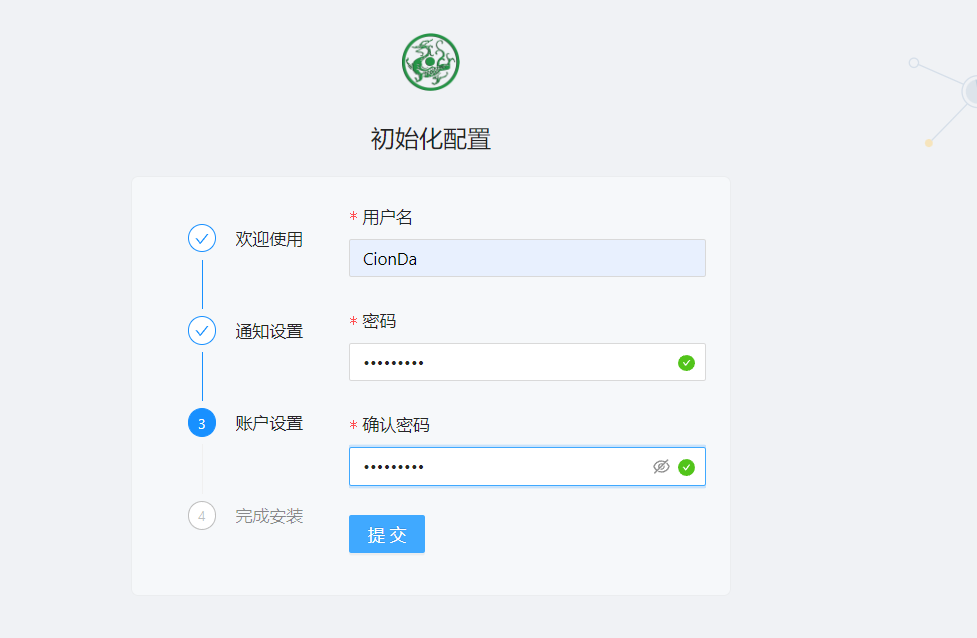 初始化配置
欢迎使用
通知设置
3 账户设置
4 完成安装
* 用户名
CionDa
* 密码
•••••••••
* 确认密码
•••••••••
提交